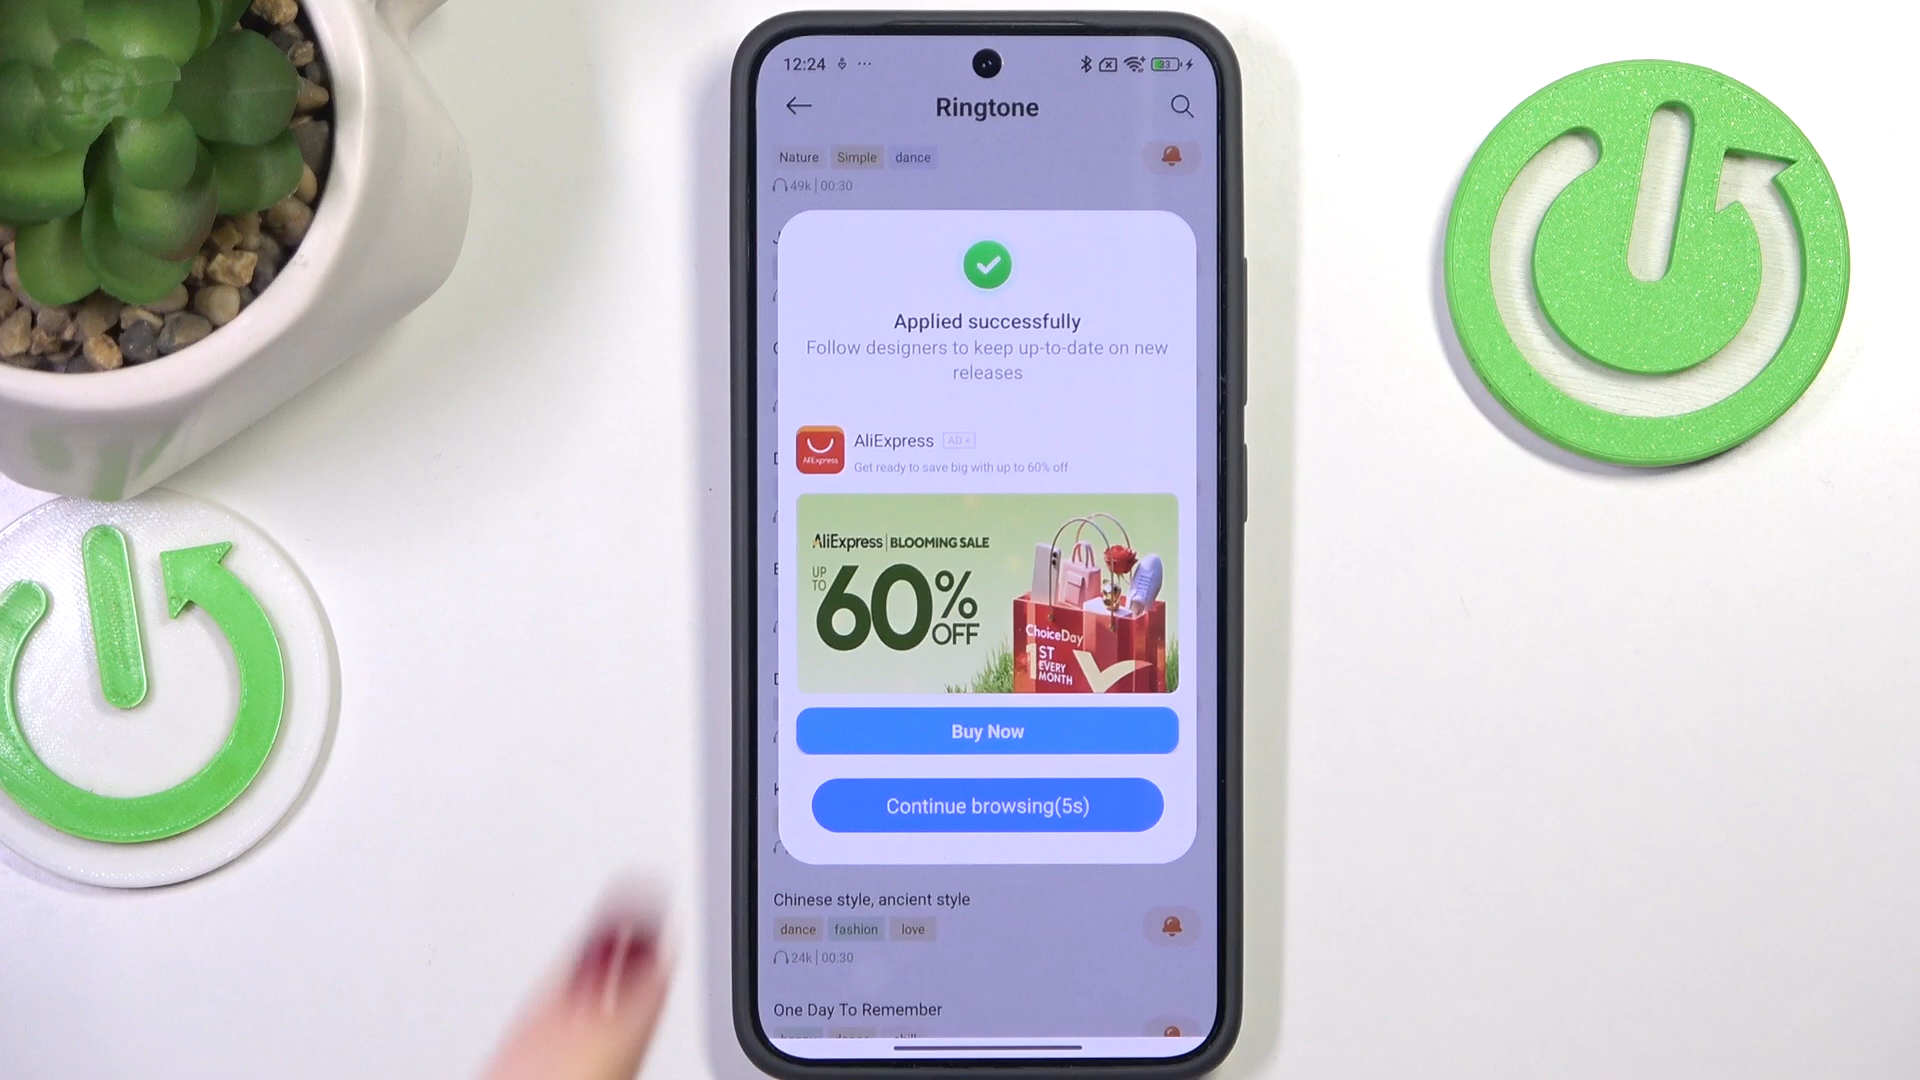 12:24
93
Ringtone
Nature Simple dance
49k | 00:30
Applied successfully
Follow designers to keep up-to-date on new
releases
AliExpress AD
Get ready to save big with up to 60% off
AliExpress
AliExpress | BLOOMING SALE
UP TO 60% OFF
ChoiceDay
1ST EVERY MONTH
Buy Now
Continue browsing(5s)
Chinese style, ancient style
dance fashion love
24k | 00:30
One Day To Remember